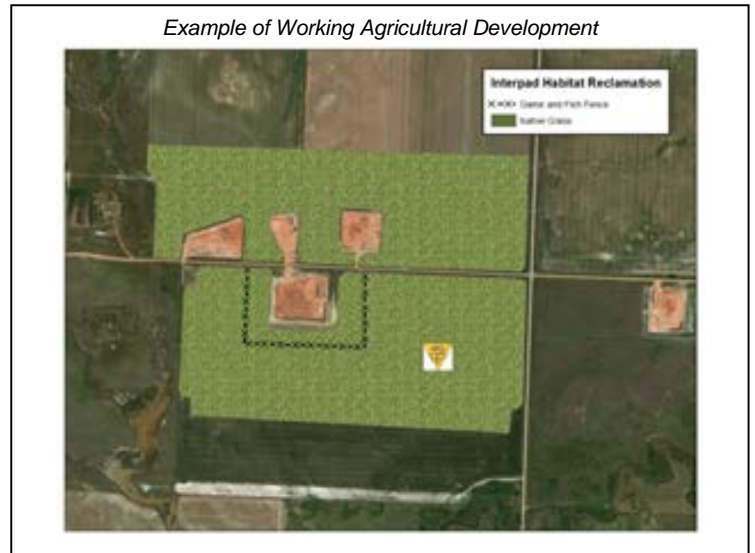 Example of Working Agricultural Development
Interpad Habitat Reclamation
Game and Fish Fence
Native Grass